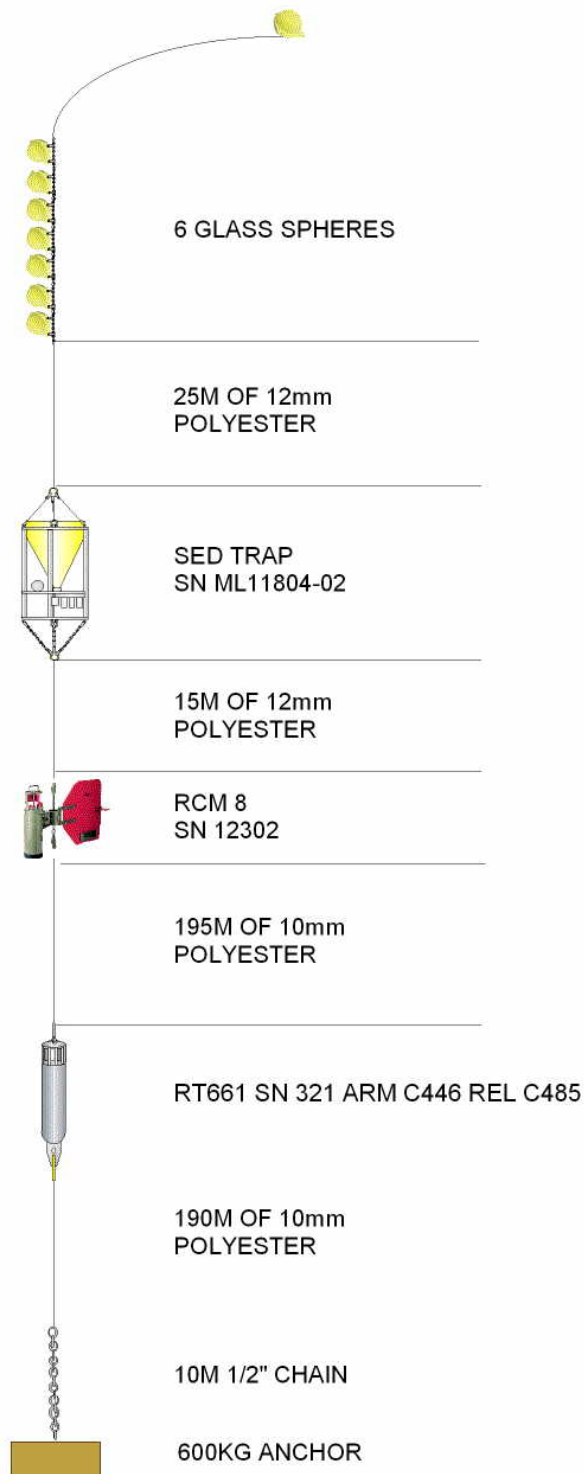 6 GLASS SPHERES
25M OF 12mm
POLYESTER
SED TRAP
SN ML11804-02
15M OF 12mm
POLYESTER
RCM 8
SN 12302
195M OF 10mm
POLYESTER
RT661 SN 321 ARM C446 REL C485
190M OF 10mm
POLYESTER
10M 1/2" CHAIN
600KG ANCHOR